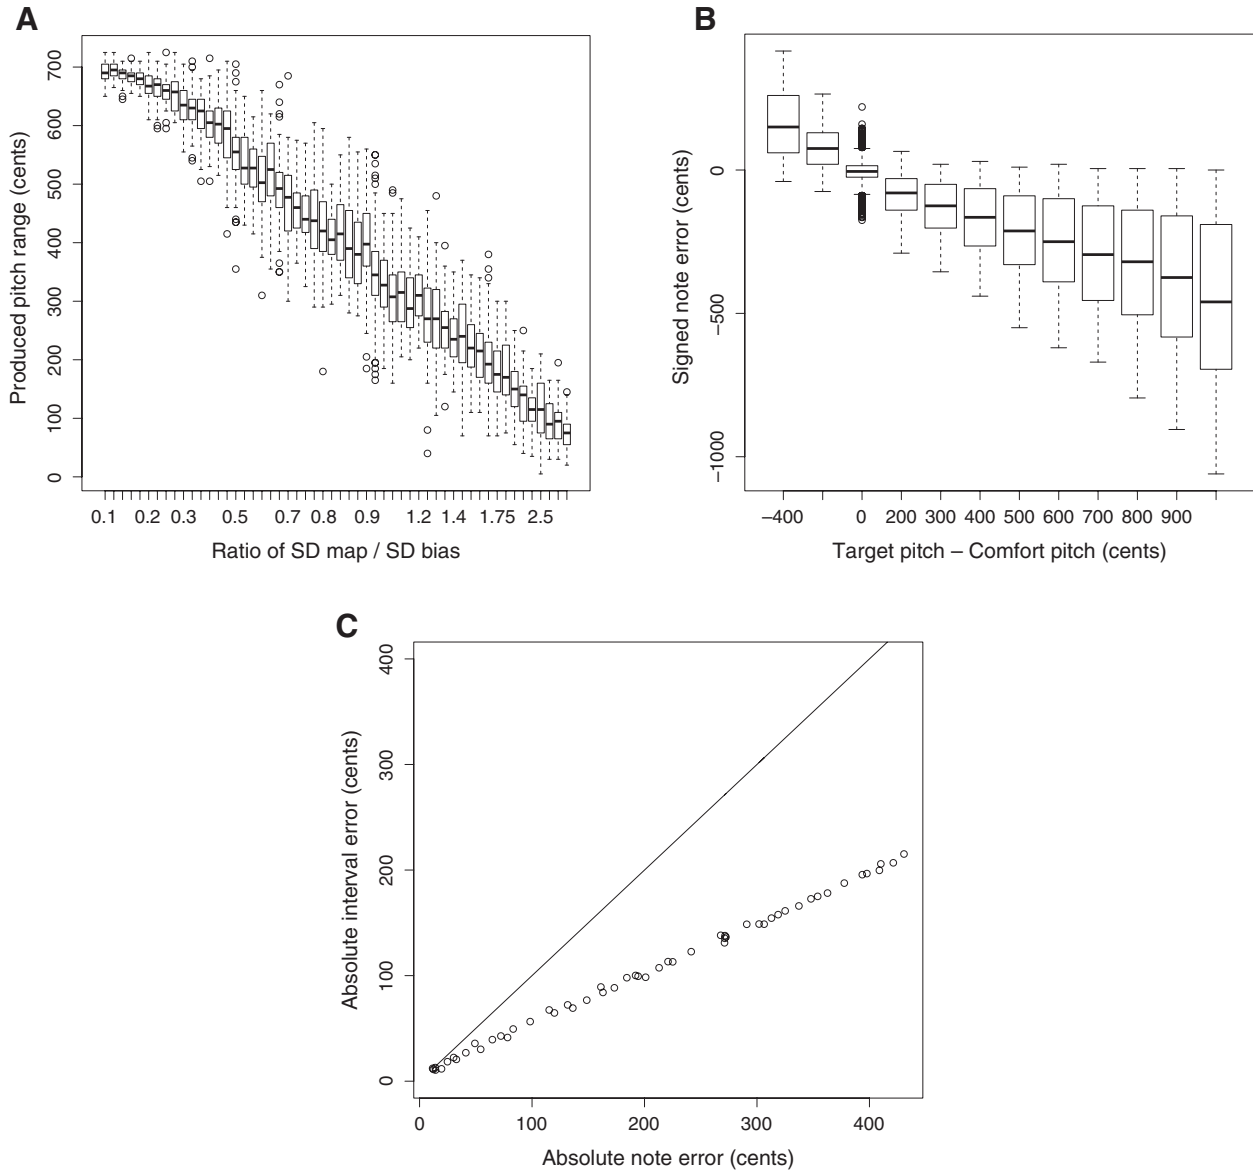 A
Produced pitch range (cents)
700
600
500
400
300
200
100
0
0.1 0.2 0.3 0.5 0.7 0.8 0.9 1.2 1.4 1.75 2.5
Ratio of SD map / SD bias
B
Signed note error (cents)
0
−500
−1000
−400 0 200 300 400 500 600 700 800 900
Target pitch – Comfort pitch (cents)
C
Absolute interval error (cents)
400
300
200
100
0
0 100 200 300 400
Absolute note error (cents)